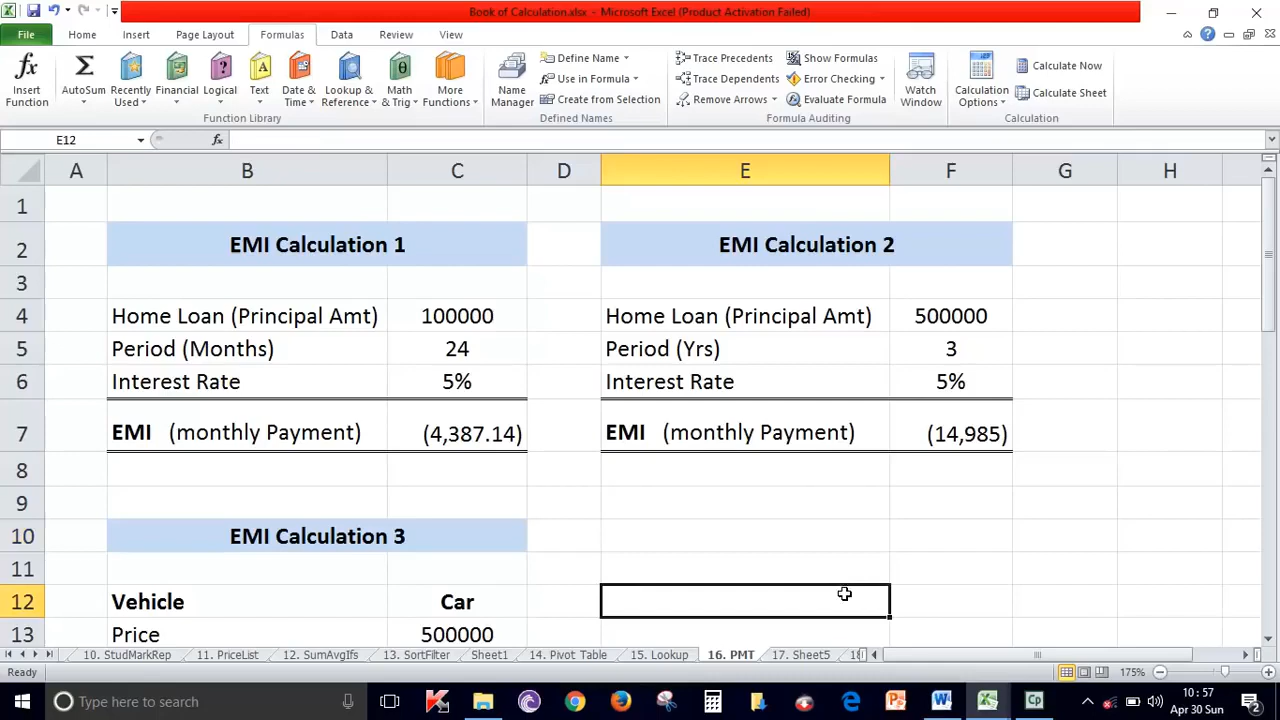 Book of Calculation.xlsx - Microsoft Excel (Product Activation Failed)
File Home Insert Page Layout Formulas Data Review View
Insert Function
AutoSum
Recently Used
Financial
Logical
Text
Date & Time
Lookup & Reference
Math & Trig
More Functions
Function Library
Name Manager
Define Name
Use in Formula
Create from Selection
Defined Names
Trace Precedents
Trace Dependents
Remove Arrows
Show Formulas
Error Checking
Evaluate Formula
Formula Auditing
Watch Window
Calculation Options
Calculate Now
Calculate Sheet
Calculation
E12 fx
A B C D E F G H
1
2 EMI Calculation 1 EMI Calculation 2
3
4 Home Loan (Principal Amt) 100000 Home Loan (Principal Amt) 500000
5 Period (Months) 24 Period (Yrs) 3
6 Interest Rate 5% Interest Rate 5%
7 EMI (monthly Payment) (4,387.14) EMI (monthly Payment) (14,985)
8
9
10 EMI Calculation 3
11
12 Vehicle Car
13 Price 500000
10. StudMarkRep 11. PriceList 12. SumAvgIfs 13. SortFilter Sheet1 14. Pivot Table 15. Lookup 16. PMT 17. Sheet5 18
Ready 175%
Type here to search
10 : 57
Apr 30 Sun
2